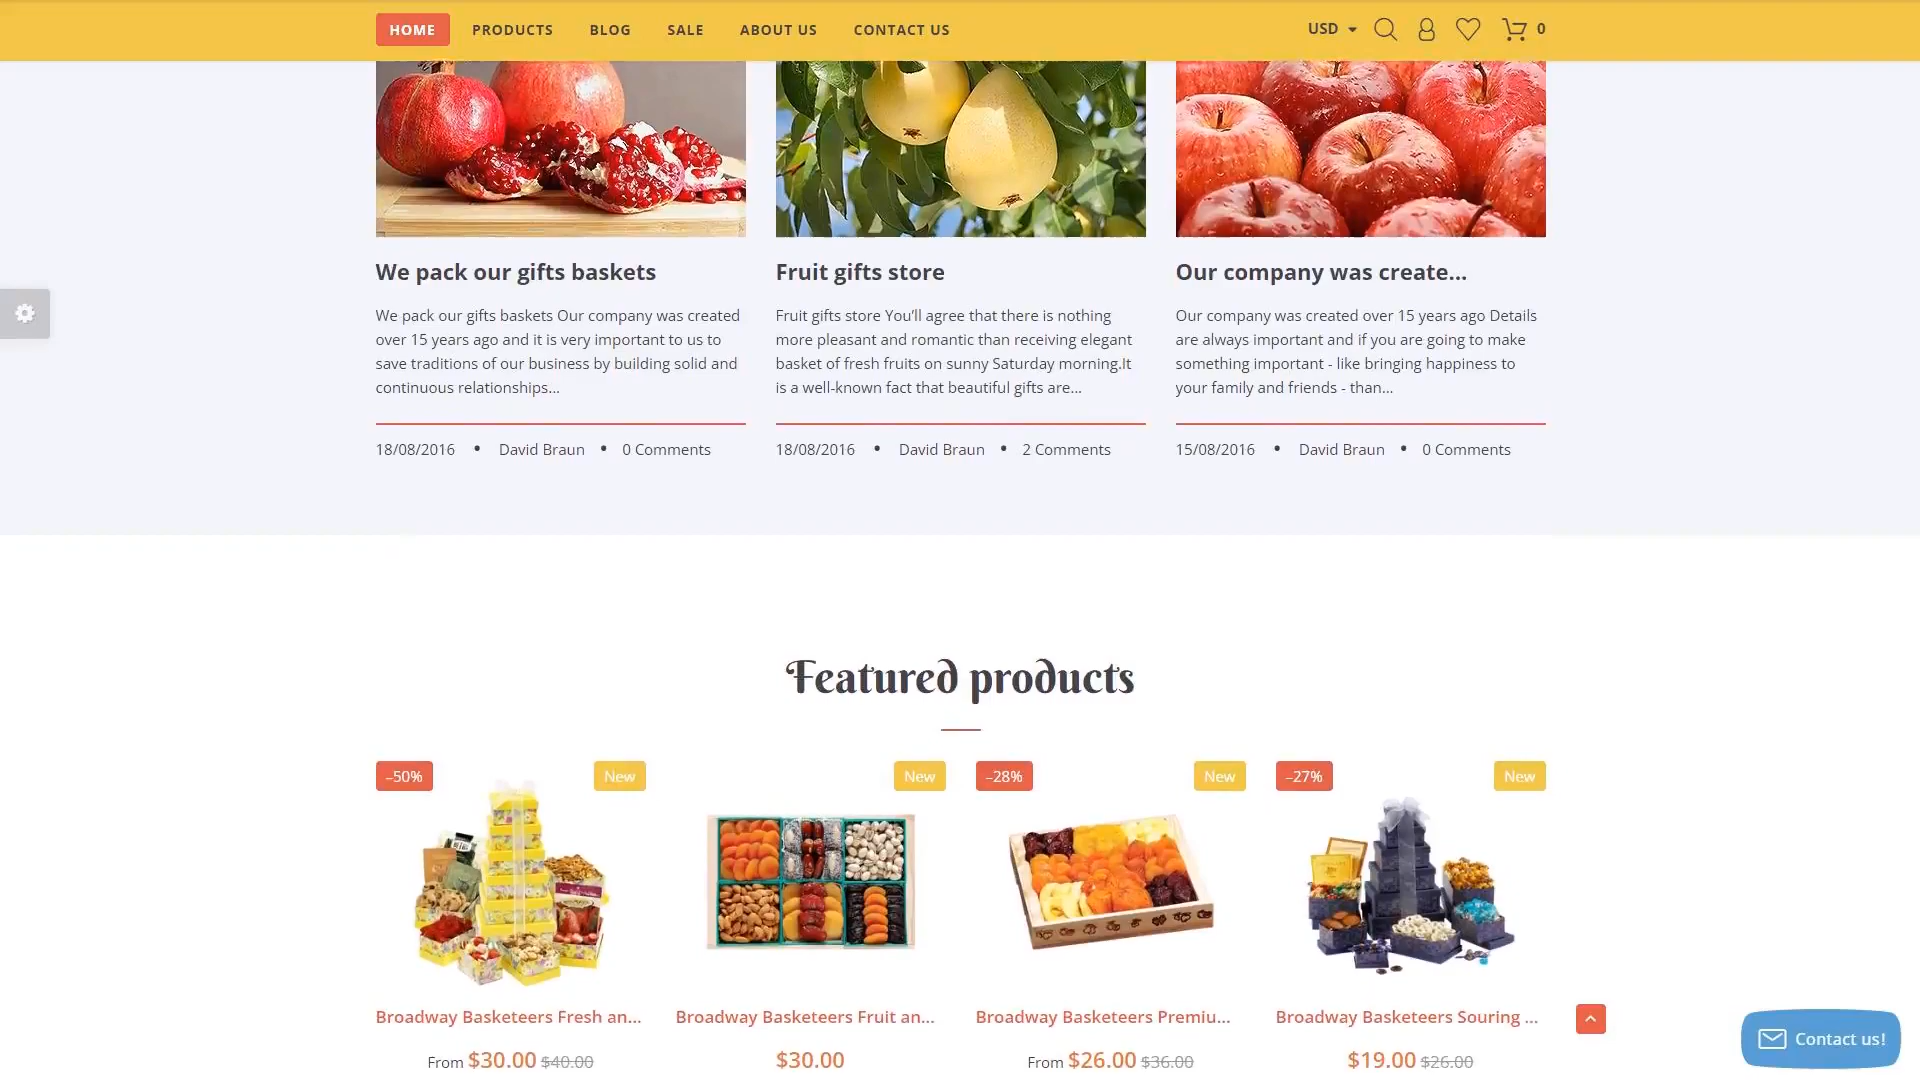 HOME PRODUCTS BLOG SALE ABOUT US CONTACT US USD 0
We pack our gifts baskets
We pack our gifts baskets Our company was created
over 15 years ago and it is very important to us to
save traditions of our business by building solid and
continuous relationships...
18/08/2016 • David Braun • 0 Comments
Fruit gifts store
Fruit gifts store You'll agree that there is nothing
more pleasant and romantic than receiving elegant
basket of fresh fruits on sunny Saturday morning.It
is a well-known fact that beautiful gifts are...
18/08/2016 • David Braun • 2 Comments
Our company was create...
Our company was created over 15 years ago Details
are always important and if you are going to make
something important - like bringing happiness to
your family and friends - than...
15/08/2016 • David Braun • 0 Comments
Featured products
–50% New
Broadway Basketeers Fresh an...
From $30.00 $40.00
New
Broadway Basketeers Fruit an...
$30.00
–28% New
Broadway Basketeers Premiu...
From $26.00 $36.00
–27% New
Broadway Basketeers Souring ...
$19.00 $26.00
Contact us!